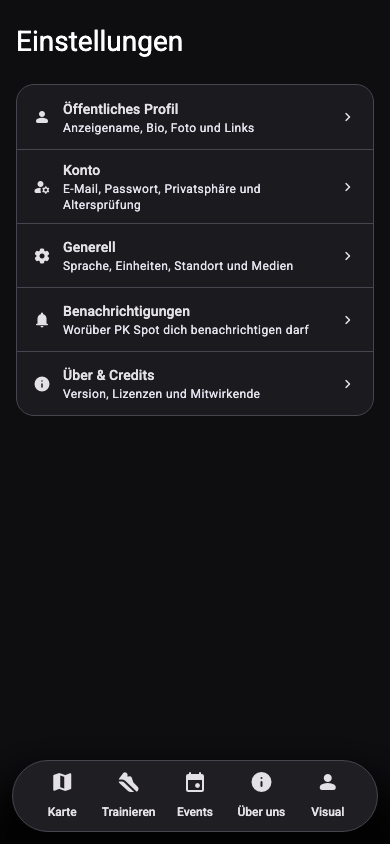 Einstellungen
Öffentliches Profil
Anzeigename, Bio, Foto und Links
Konto
E-Mail, Passwort, Privatsphäre und
Altersprüfung
Generell
Sprache, Einheiten, Standort und Medien
Benachrichtigungen
Worüber PK Spot dich benachrichtigen darf
Über & Credits
Version, Lizenzen und Mitwirkende
Karte
Trainieren
Events
Über uns
Visual